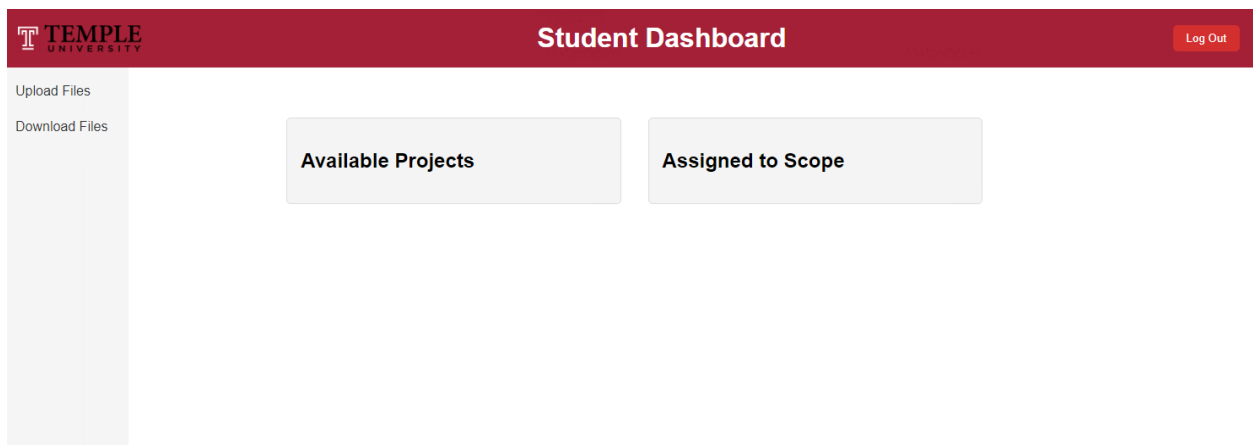 TEMPLE
UNIVERSITY
Student Dashboard
Log Out
Upload Files
Download Files
Available Projects
Assigned to Scope